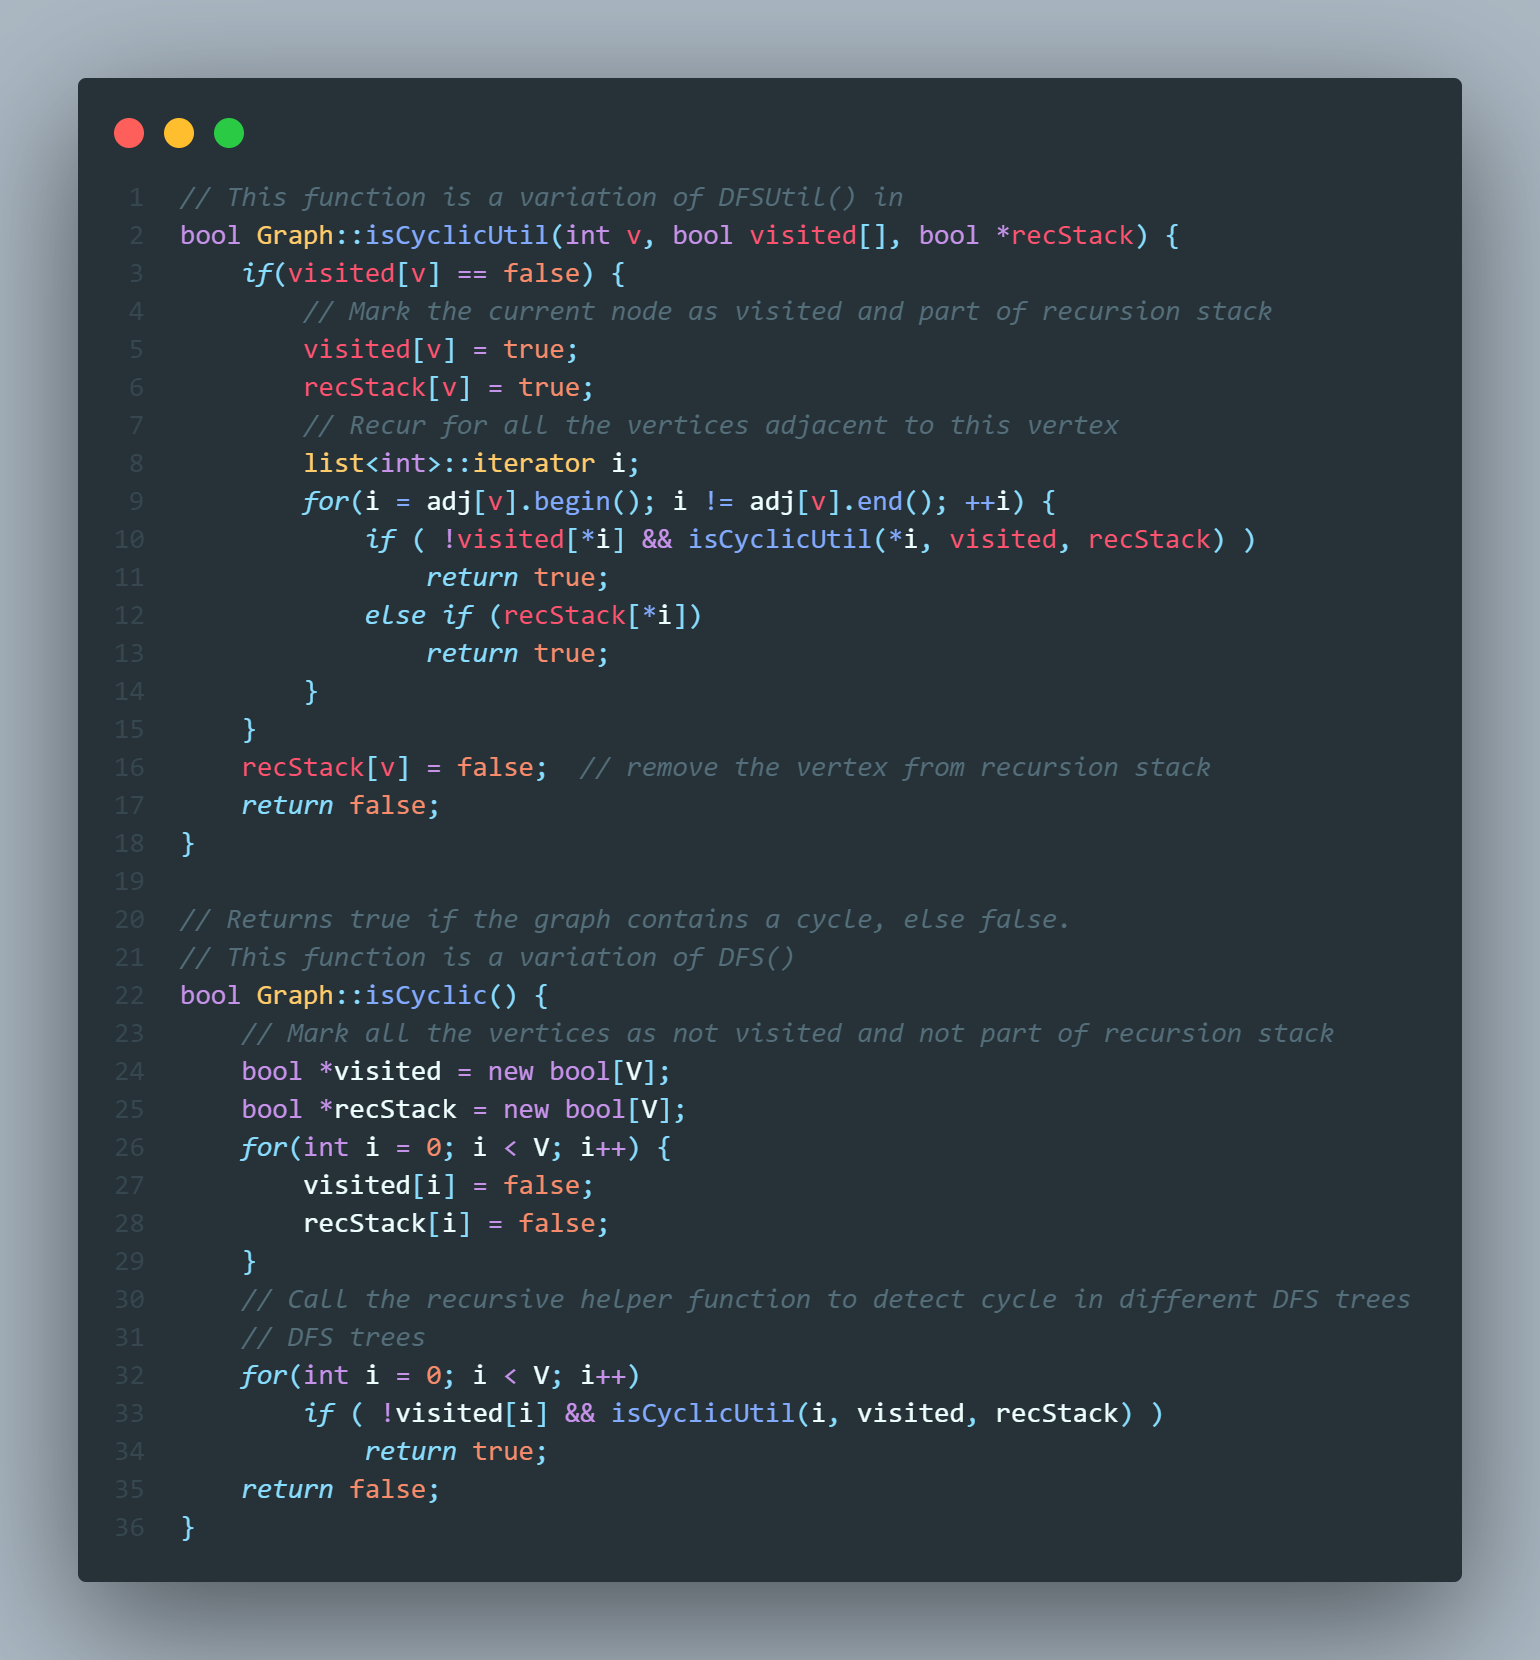 1 // This function is a variation of DFSUtil() in
2 bool Graph::isCyclicUtil(int v, bool visited[], bool *recStack) {
3     if(visited[v] == false) {
4         // Mark the current node as visited and part of recursion stack
5         visited[v] = true;
6         recStack[v] = true;
7         // Recur for all the vertices adjacent to this vertex
8         list<int>::iterator i;
9         for(i = adj[v].begin(); i != adj[v].end(); ++i) {
10             if ( !visited[*i] && isCyclicUtil(*i, visited, recStack) )
11                 return true;
12             else if (recStack[*i])
13                 return true;
14         }
15     }
16     recStack[v] = false;  // remove the vertex from recursion stack
17     return false;
18 }
19
20 // Returns true if the graph contains a cycle, else false.
21 // This function is a variation of DFS()
22 bool Graph::isCyclic() {
23     // Mark all the vertices as not visited and not part of recursion stack
24     bool *visited = new bool[V];
25     bool *recStack = new bool[V];
26     for(int i = 0; i < V; i++) {
27         visited[i] = false;
28         recStack[i] = false;
29     }
30     // Call the recursive helper function to detect cycle in different DFS trees
31     // DFS trees
32     for(int i = 0; i < V; i++)
33         if ( !visited[i] && isCyclicUtil(i, visited, recStack) )
34             return true;
35     return false;
36 }